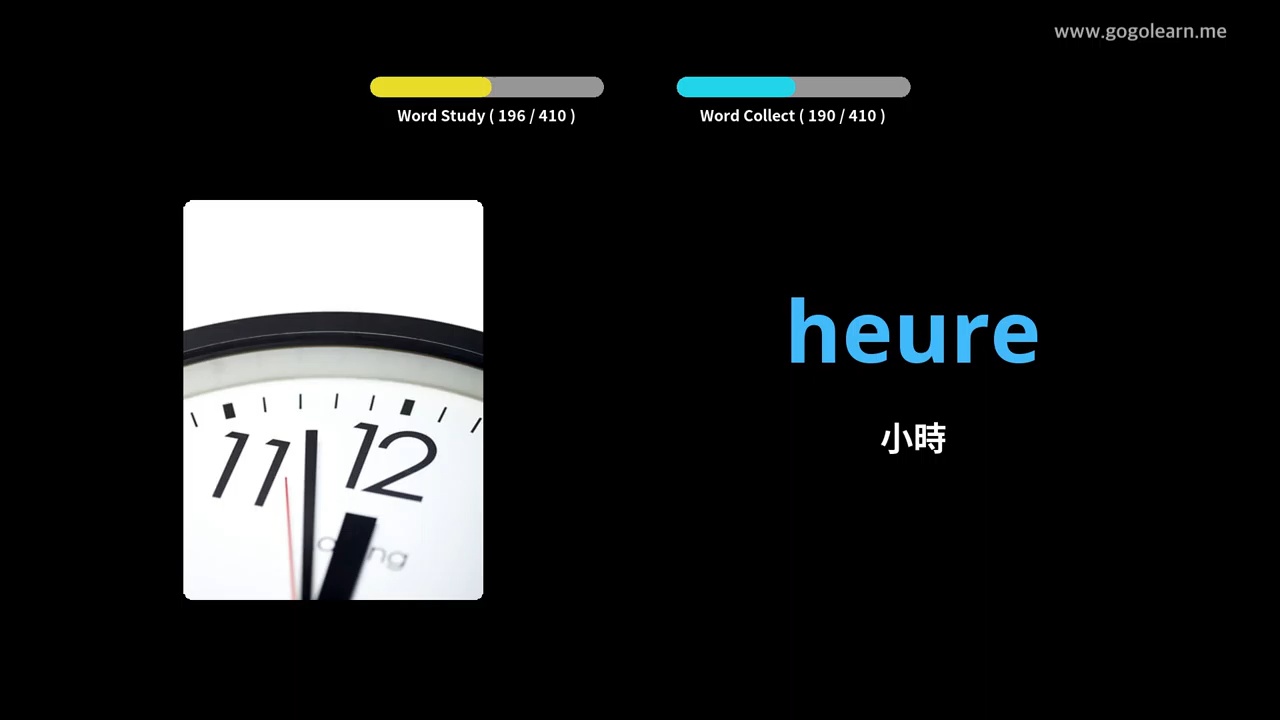 www.gogolearn.me
Word Study ( 196 / 410 )
Word Collect ( 190 / 410 )
11 12
heure
小時